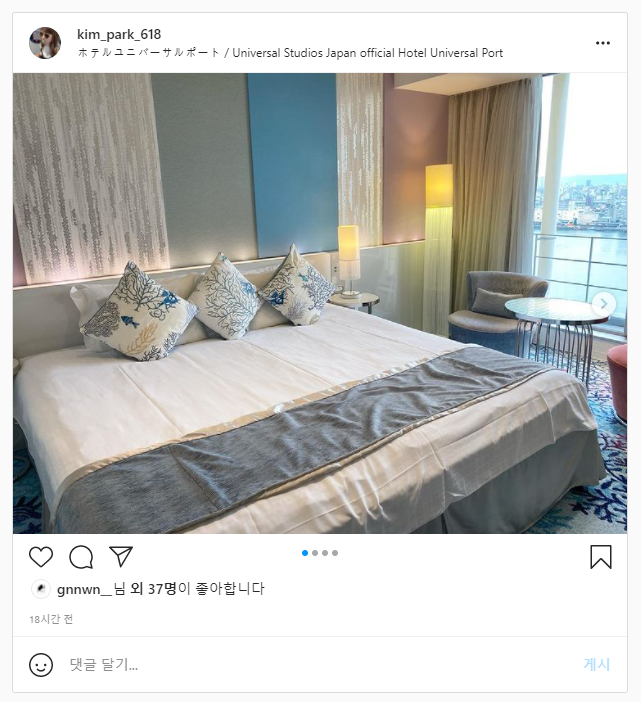 kim_park_618
ホテルユニバーサルポート / Universal Studios Japan official Hotel Universal Port
gnnwn__님 외 37명이 좋아합니다
18시간 전
댓글 달기...
게시